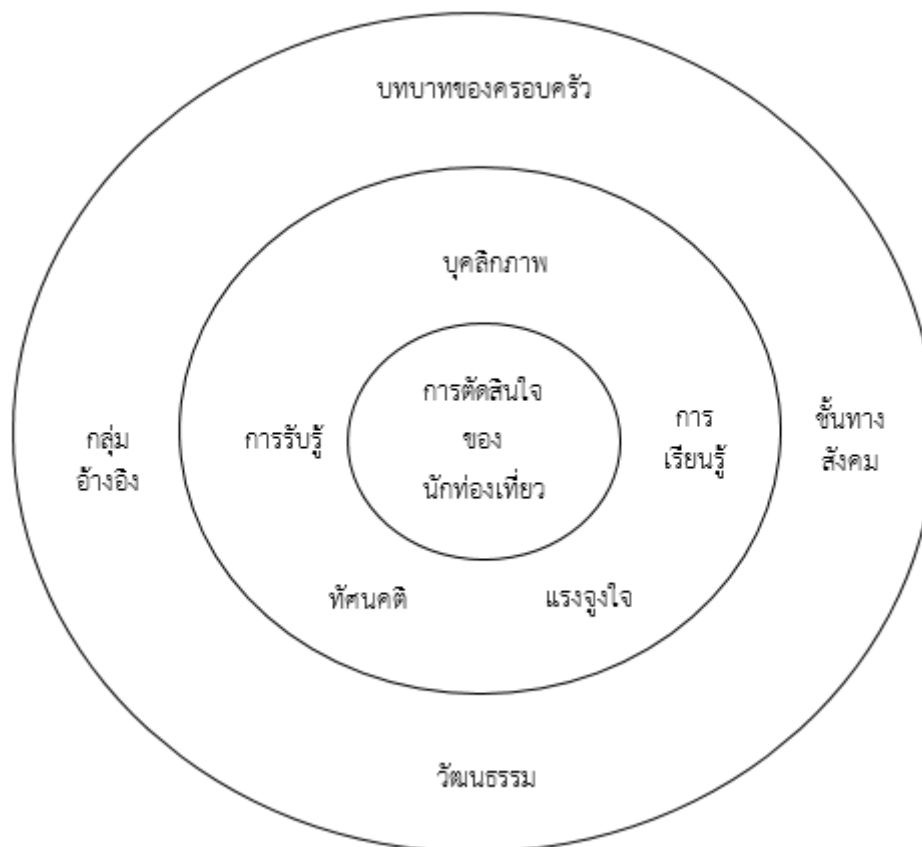 บทบาทของครอบครัว
บุคลิกภาพ
การตัดสินใจ
ของ
นักท่องเที่ยว
การรับรู้
การ
เรียนรู้
กลุ่ม
อ้างอิง
ชั้นทาง
สังคม
ทัศนคติ
แรงจูงใจ
วัฒนธรรม